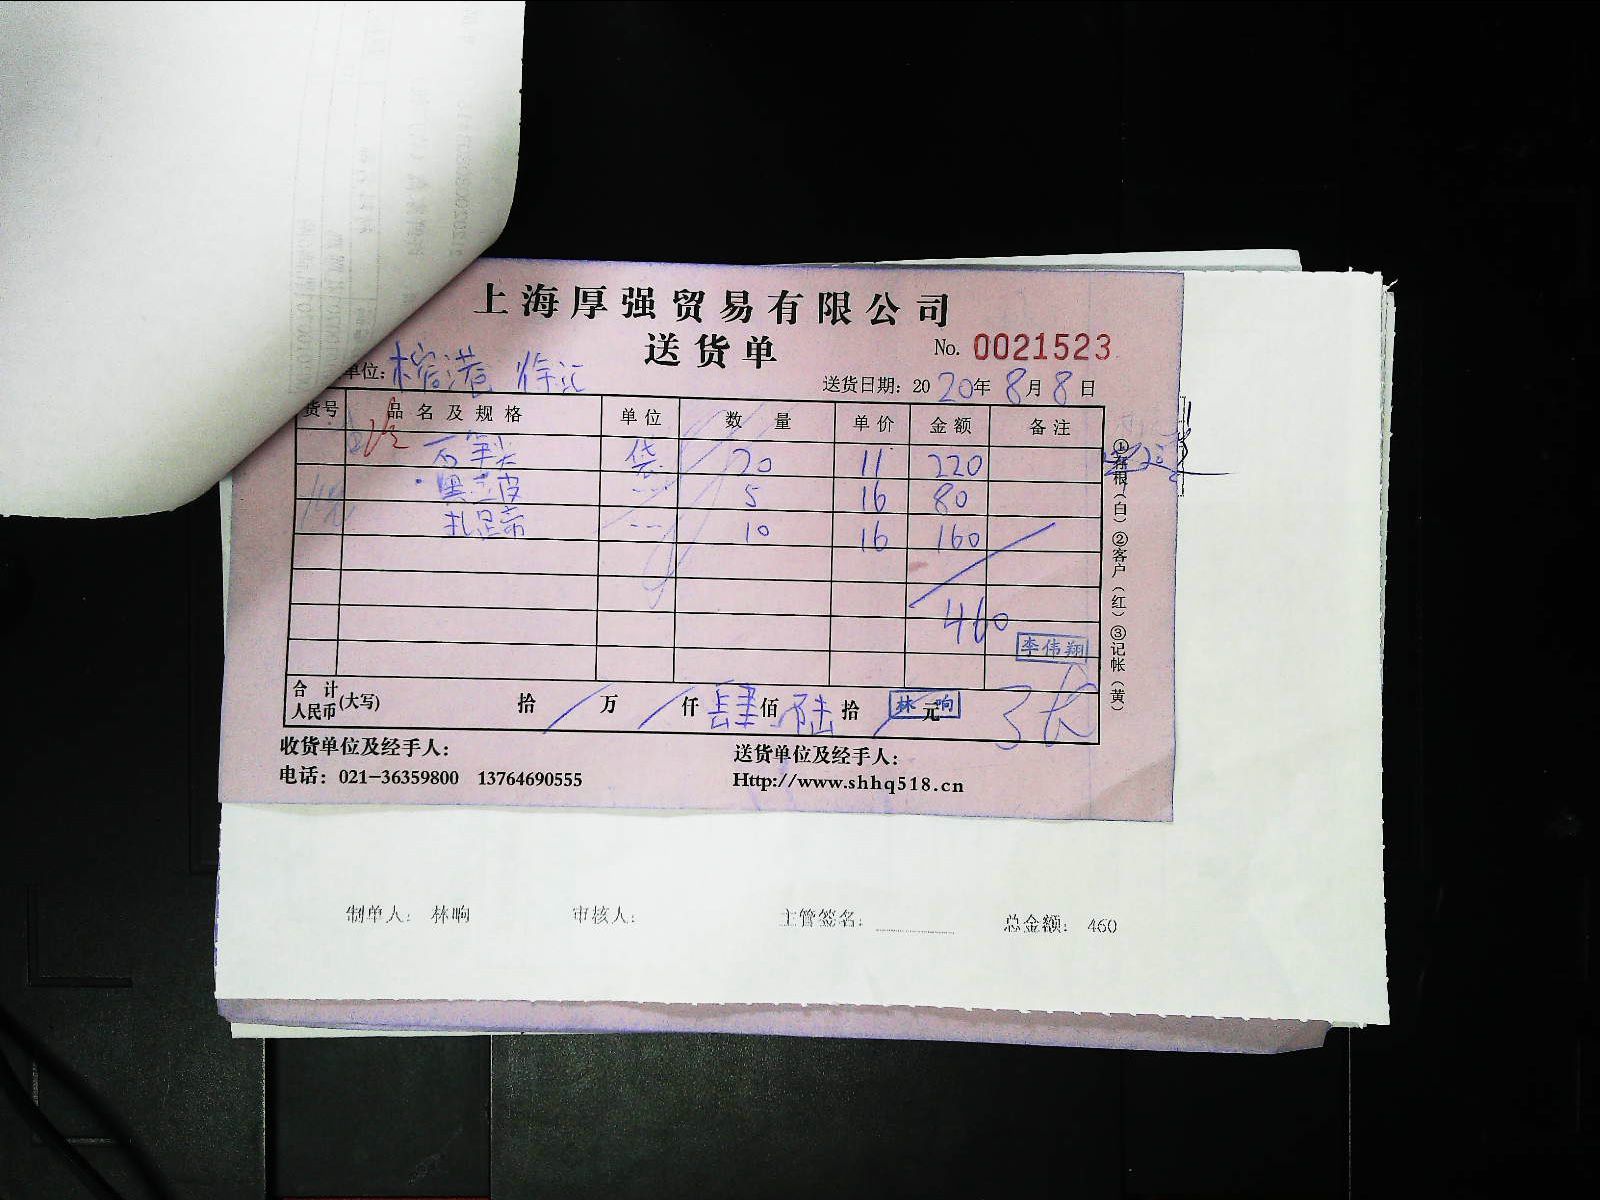 上海厚强贸易有限公司
送货单
No. 0021523
单位: 榕港 徐汇
送货日期: 2020年8月8日
货号 品名及规格 单位 数量 单价 金额 备注
袋 20 11 220
5 16 80
10 16 160
460
李伟翔
合计人民币(大写) 拾 / 万 / 仟 肆 佰 陆 拾 / 元
林响
3
①存根(白) ②客户(红) ③记帐(黄)
收货单位及经手人:
送货单位及经手人:
电话: 021-36359800 13764690555
Http://www.shhq518.cn
制单人: 林响 审核人: 主管签名: 总金额: 460